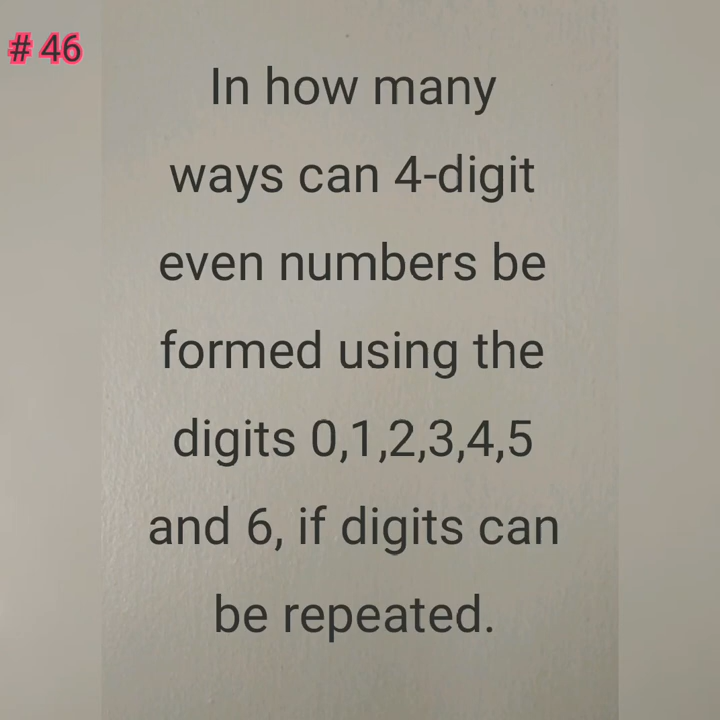 # 46
In how many
ways can 4-digit
even numbers be
formed using the
digits 0,1,2,3,4,5
and 6, if digits can
be repeated.